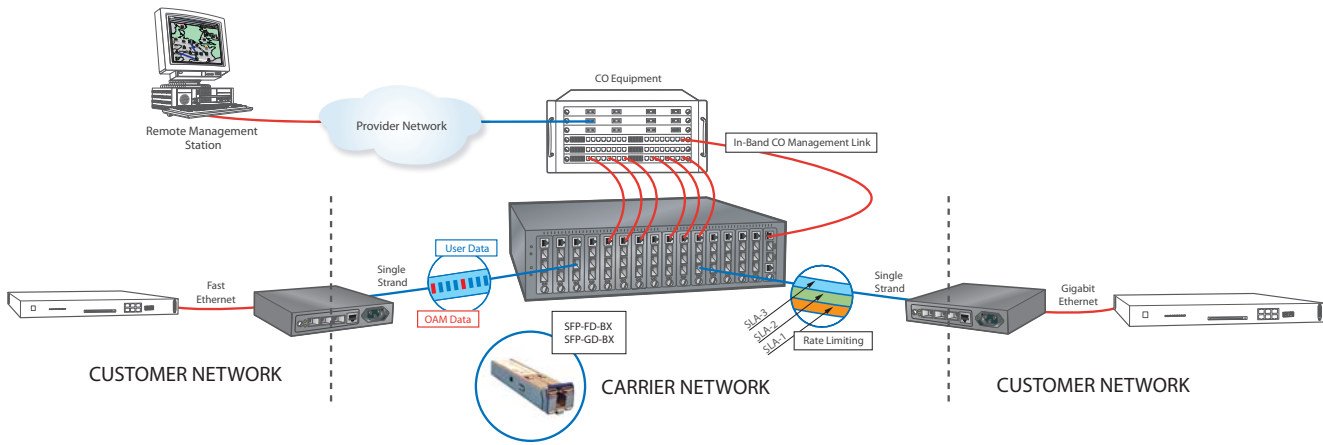 CO Equipment
Remote Management
Station
Provider Network
In-Band CO Management Link
User Data
Single
Strand
OAM Data
Fast
Ethernet
SFP-FD-BX
SFP-GD-BX
SLA-3
SLA-2
SLA-1
Rate Limiting
Single
Strand
Gigabit
Ethernet
CUSTOMER NETWORK
CARRIER NETWORK
CUSTOMER NETWORK